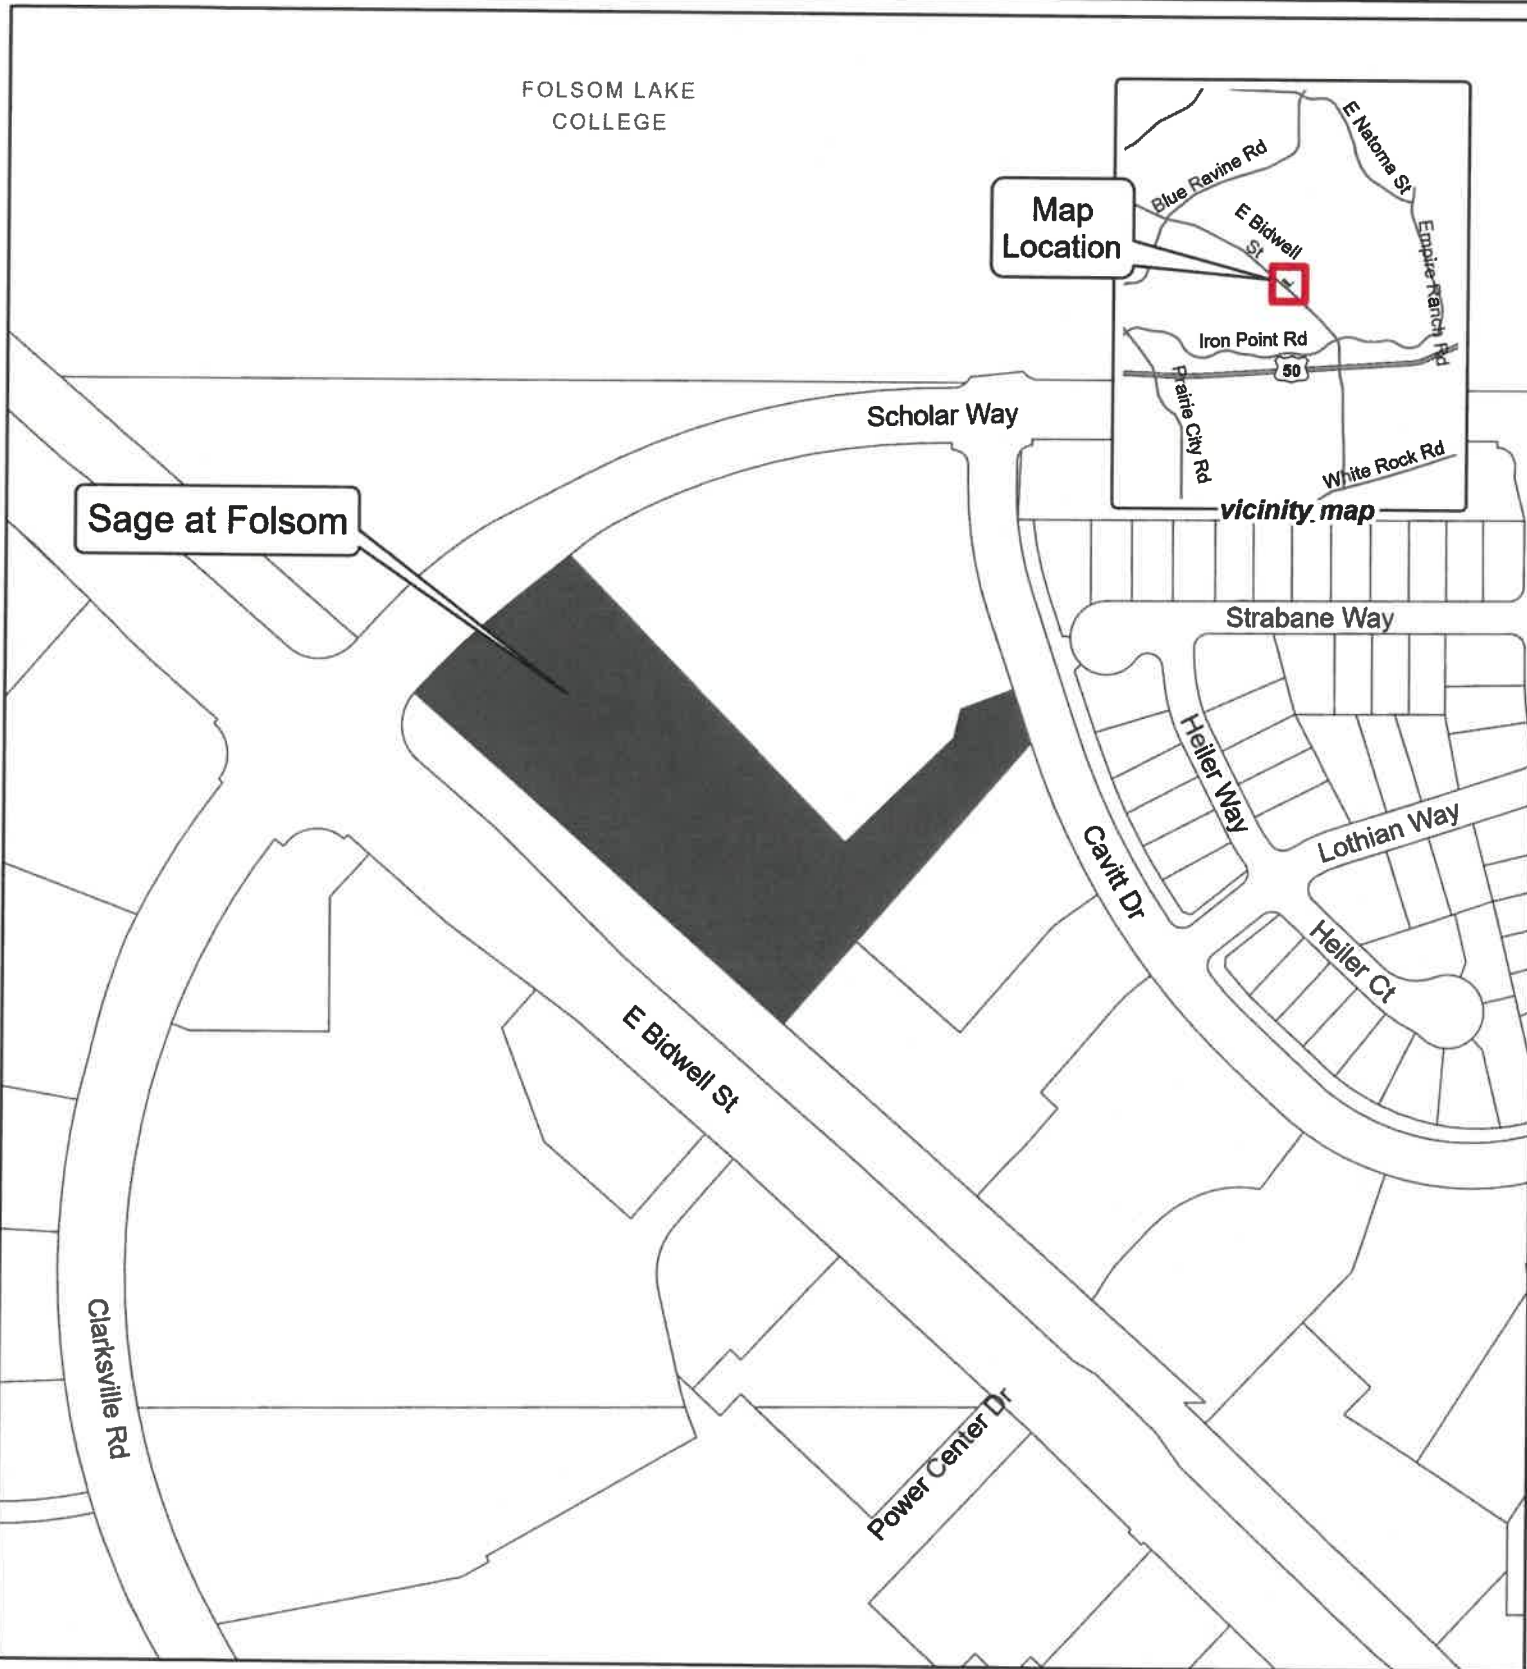 FOLSOM LAKE
COLLEGE
E Natoma St
Blue Ravine Rd
Map
Location
E Bidwell
St
Empire Ranch Rd
Iron Point Rd
50
Prairie City Rd
White Rock Rd
vicinity map
Scholar Way
Sage at Folsom
Strabane Way
Heiler Way
Lothian Way
Cavitt Dr
Heiler Ct
E Bidwell St
Clarksville Rd
Power Center Dr